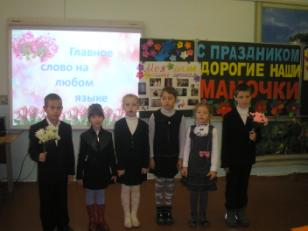 Главное
слово на
любом
языке
С ПРАЗДНИКОМ
ДОРОГИЕ НАШИ
МАМОЧКИ